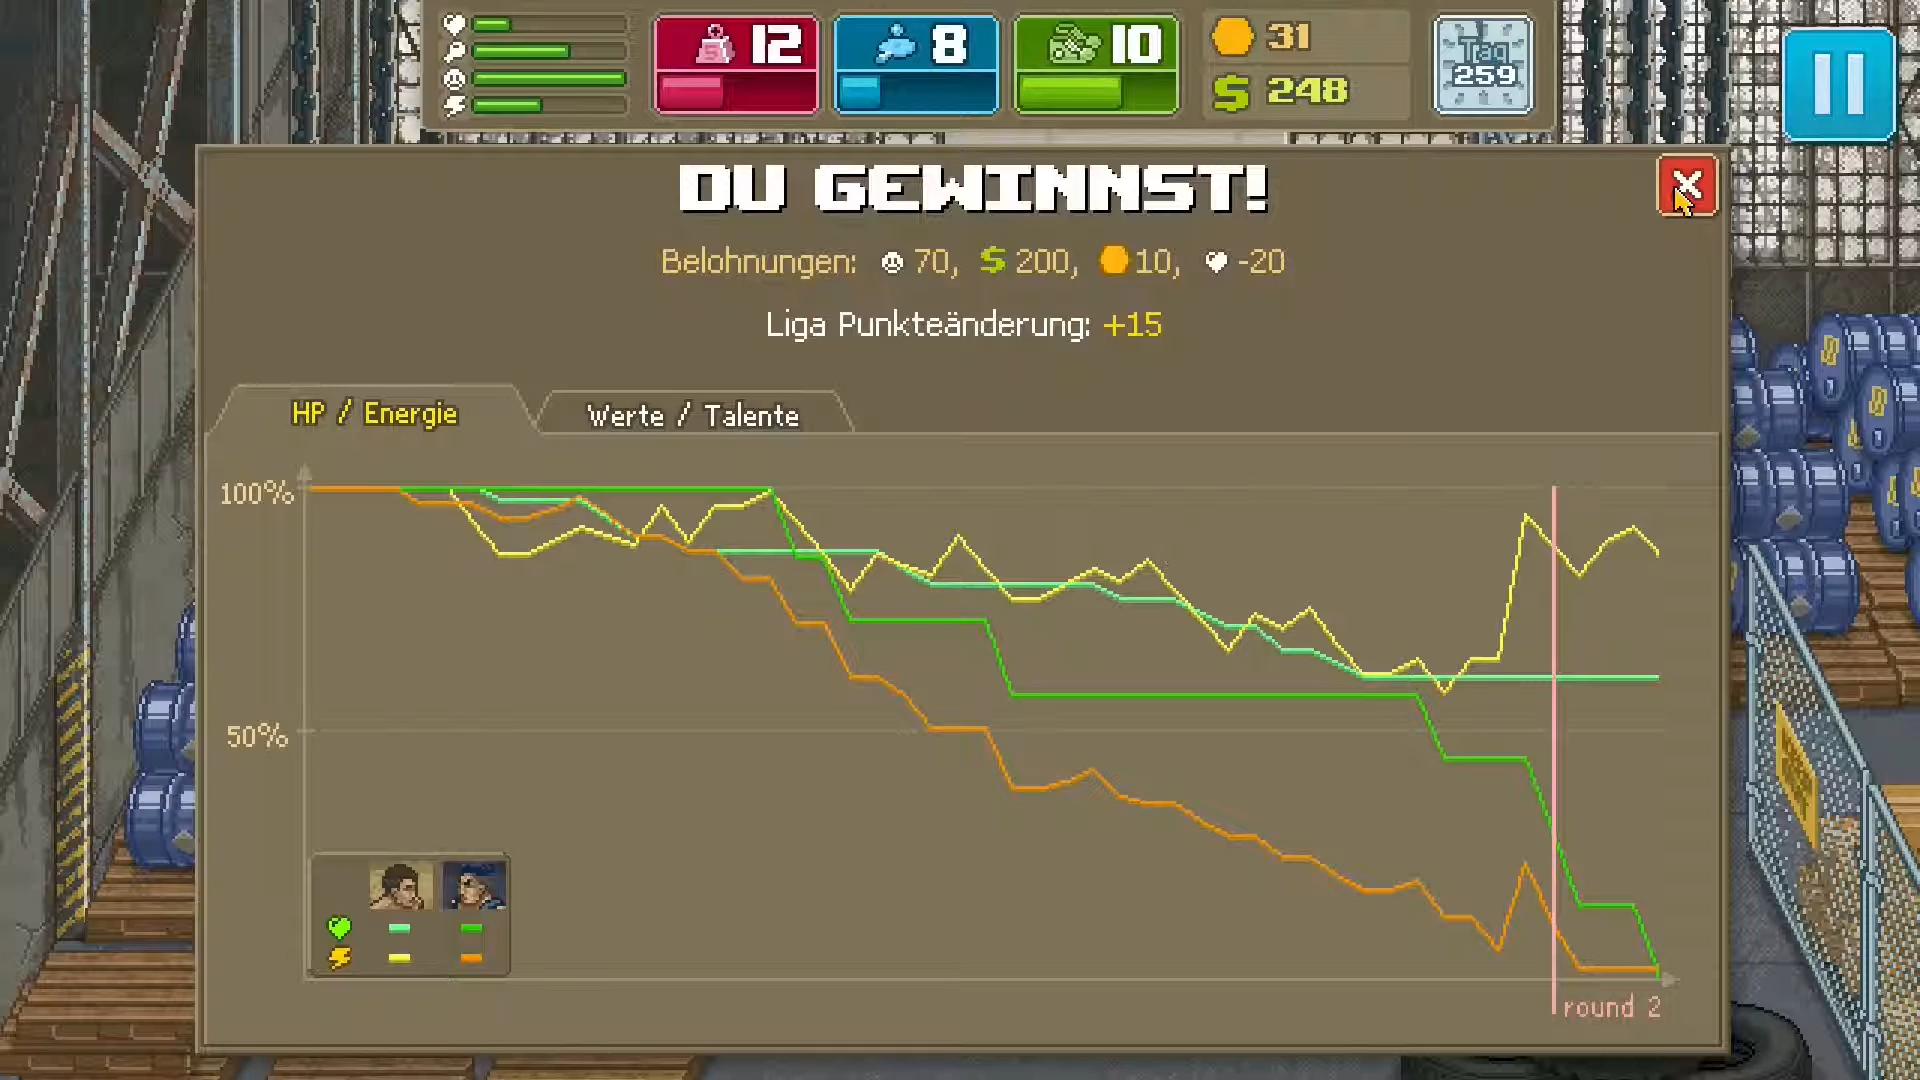 12
8
10
31
248
Tag
259
DU GEWINNST!
Belohnungen: 70, $ 200, 10, -20
Liga Punkteänderung: +15
HP / Energie
Werte / Talente
100%
50%
round 2